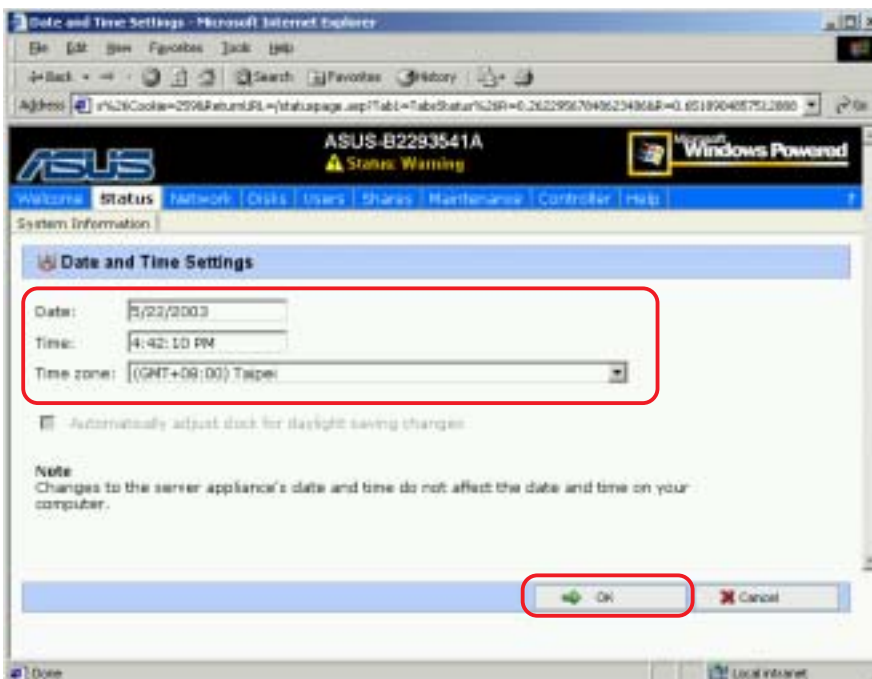 Date and Time Settings - Microsoft Internet Explorer
File Edit View Favorites Tools Help
Back Search Favorites History
Address
ASUS
ASUS-B2293541A
Status: Warning
Microsoft
Windows Powered
Welcome Status Network Disks Users Shares Maintenance Controller Help ?
System Information
Date and Time Settings
Date: 5/22/2003
Time: 4:42:10 PM
Time zone: (GMT+08:00) Taipei
Automatically adjust clock for daylight saving changes
Note
Changes to the server appliance's date and time do not affect the date and time on your
computer.
OK Cancel
Done Local intranet